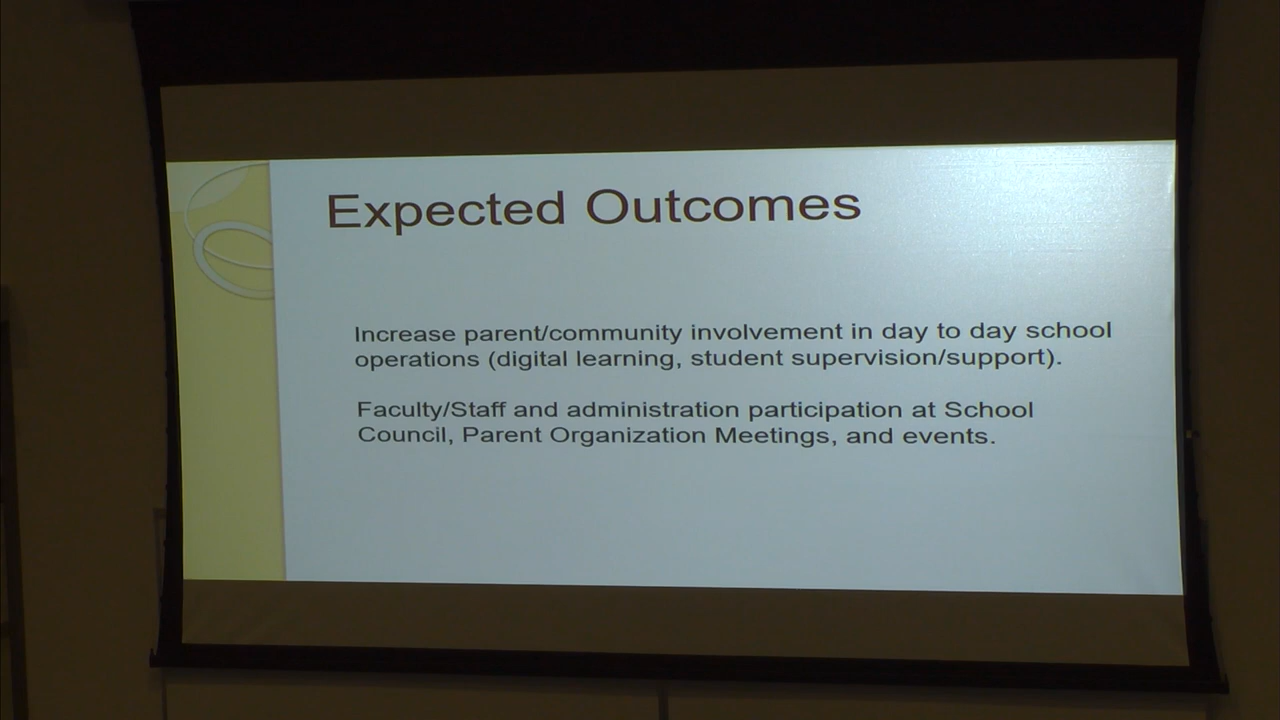 Expected Outcomes
Increase parent/community involvement in day to day school
operations (digital learning, student supervision/support).
Faculty/Staff and administration participation at School
Council, Parent Organization Meetings, and events.